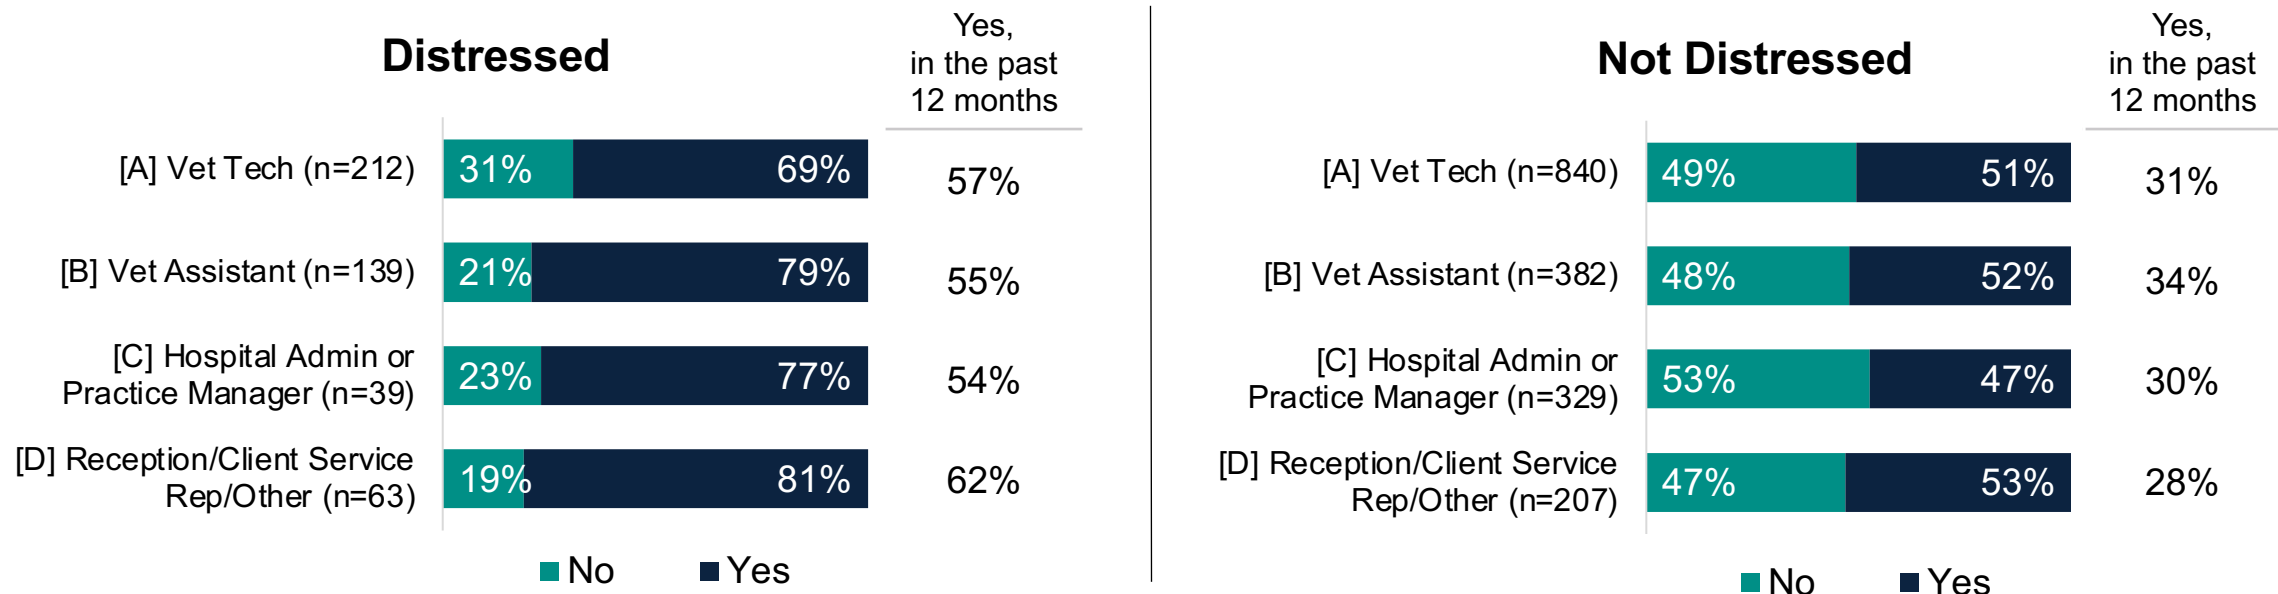 Distressed
Yes,
in the past
12 months
[A] Vet Tech (n=212)
31%
69%
57%
[B] Vet Assistant (n=139)
21%
79%
55%
[C] Hospital Admin or
Practice Manager (n=39)
23%
77%
54%
[D] Reception/Client Service
Rep/Other (n=63)
19%
81%
62%
No
Yes
Not Distressed
Yes,
in the past
12 months
[A] Vet Tech (n=840)
49%
51%
31%
[B] Vet Assistant (n=382)
48%
52%
34%
[C] Hospital Admin or
Practice Manager (n=329)
53%
47%
30%
[D] Reception/Client Service
Rep/Other (n=207)
47%
53%
28%
No
Yes